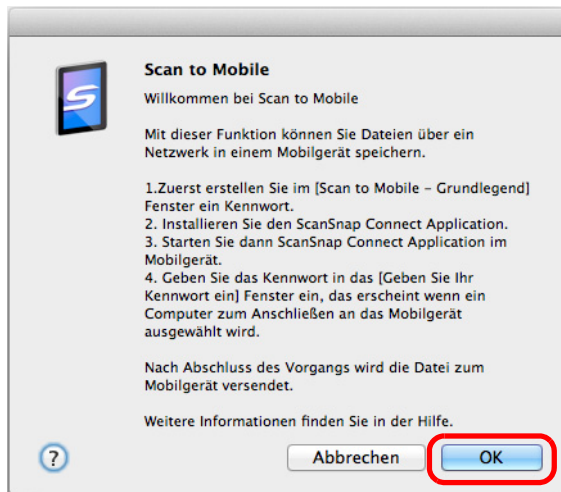 Scan to Mobile
Willkommen bei Scan to Mobile
Mit dieser Funktion können Sie Dateien über ein
Netzwerk in einem Mobilgerät speichern.
1.Zuerst erstellen Sie im [Scan to Mobile – Grundlegend]
Fenster ein Kennwort.
2. Installieren Sie den ScanSnap Connect Application.
3. Starten Sie dann ScanSnap Connect Application im
Mobilgerät.
4. Geben Sie das Kennwort in das [Geben Sie Ihr
Kennwort ein] Fenster ein, das erscheint wenn ein
Computer zum Anschließen an das Mobilgerät
ausgewählt wird.
Nach Abschluss des Vorgangs wird die Datei zum
Mobilgerät versendet.
Weitere Informationen finden Sie in der Hilfe.
? Abbrechen OK